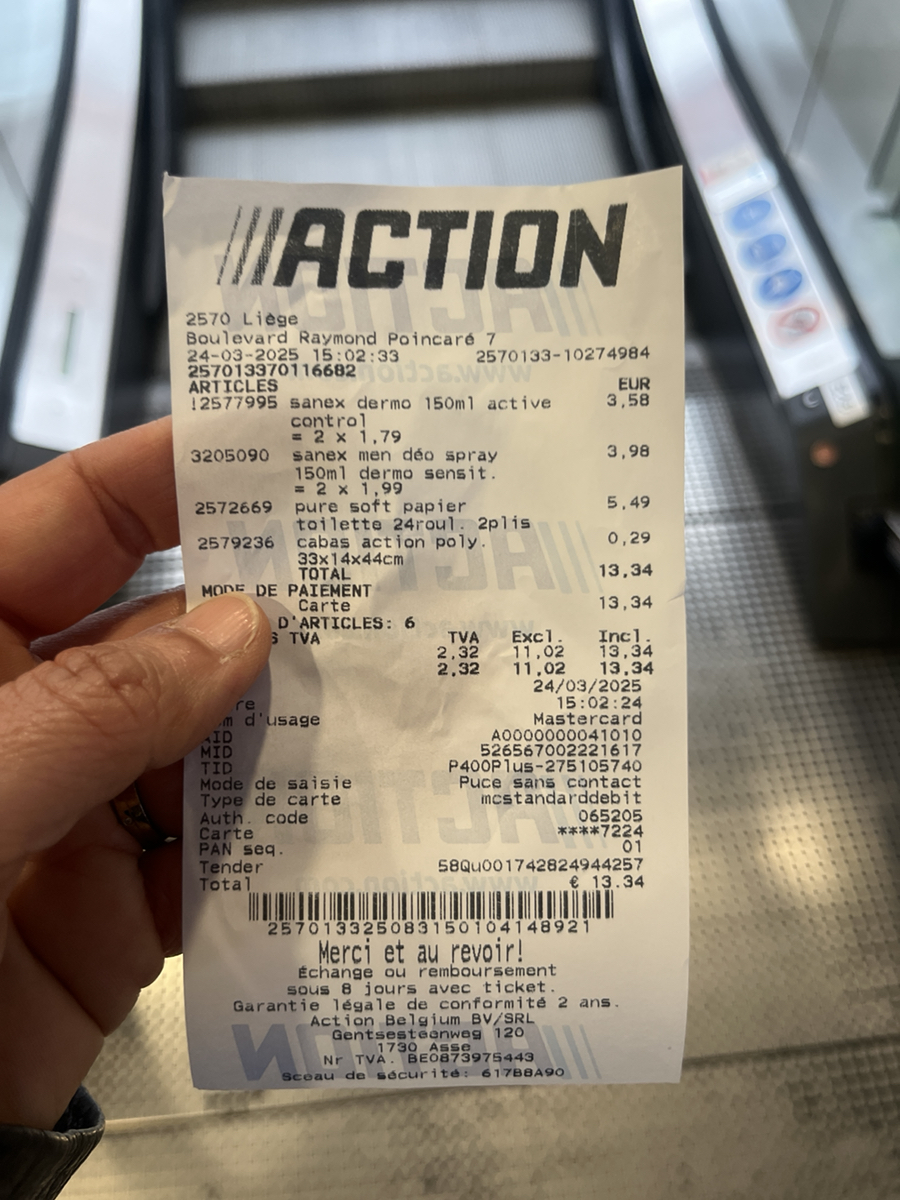 ACTION
2570 Liège
Boulevard Raymond Poincaré 7
24-03-2025 15:02:33 2570133-10274984
257013370116682
ARTICLES EUR
!2577995 sanex dermo 150ml active 3,58
control
= 2 x 1,79
3205090 sanex men déo spray 3,98
150ml dermo sensit.
= 2 x 1,99
2572669 pure soft papier 5,49
toilette 24roul. 2plis
2579236 cabas action poly. 0,29
33x14x44cm
TOTAL 13,34
MODE DE PAIEMENT
Carte 13,34
D'ARTICLES: 6
TVA TVA Excl. Incl.
2,32 11,02 13,34
2,32 11,02 13,34
24/03/2025
15:02:24
d'usage Mastercard
AID A0000000041010
MID 526567002221617
TID P400Plus-275105740
Mode de saisie Puce sans contact
Type de carte mcstandarddebit
Auth. code 065205
Carte ****7224
PAN seq. 01
Tender 58Qu001742824944257
Total € 13.34
257013325083150104148921
Merci et au revoir!
Échange ou remboursement
sous 8 jours avec ticket.
Garantie légale de conformité 2 ans.
Action Belgium BV/SRL
Gentsesteenweg 120
1730 Asse
Nr TVA. BE0873975443
Sceau de sécurité: 617B8A90